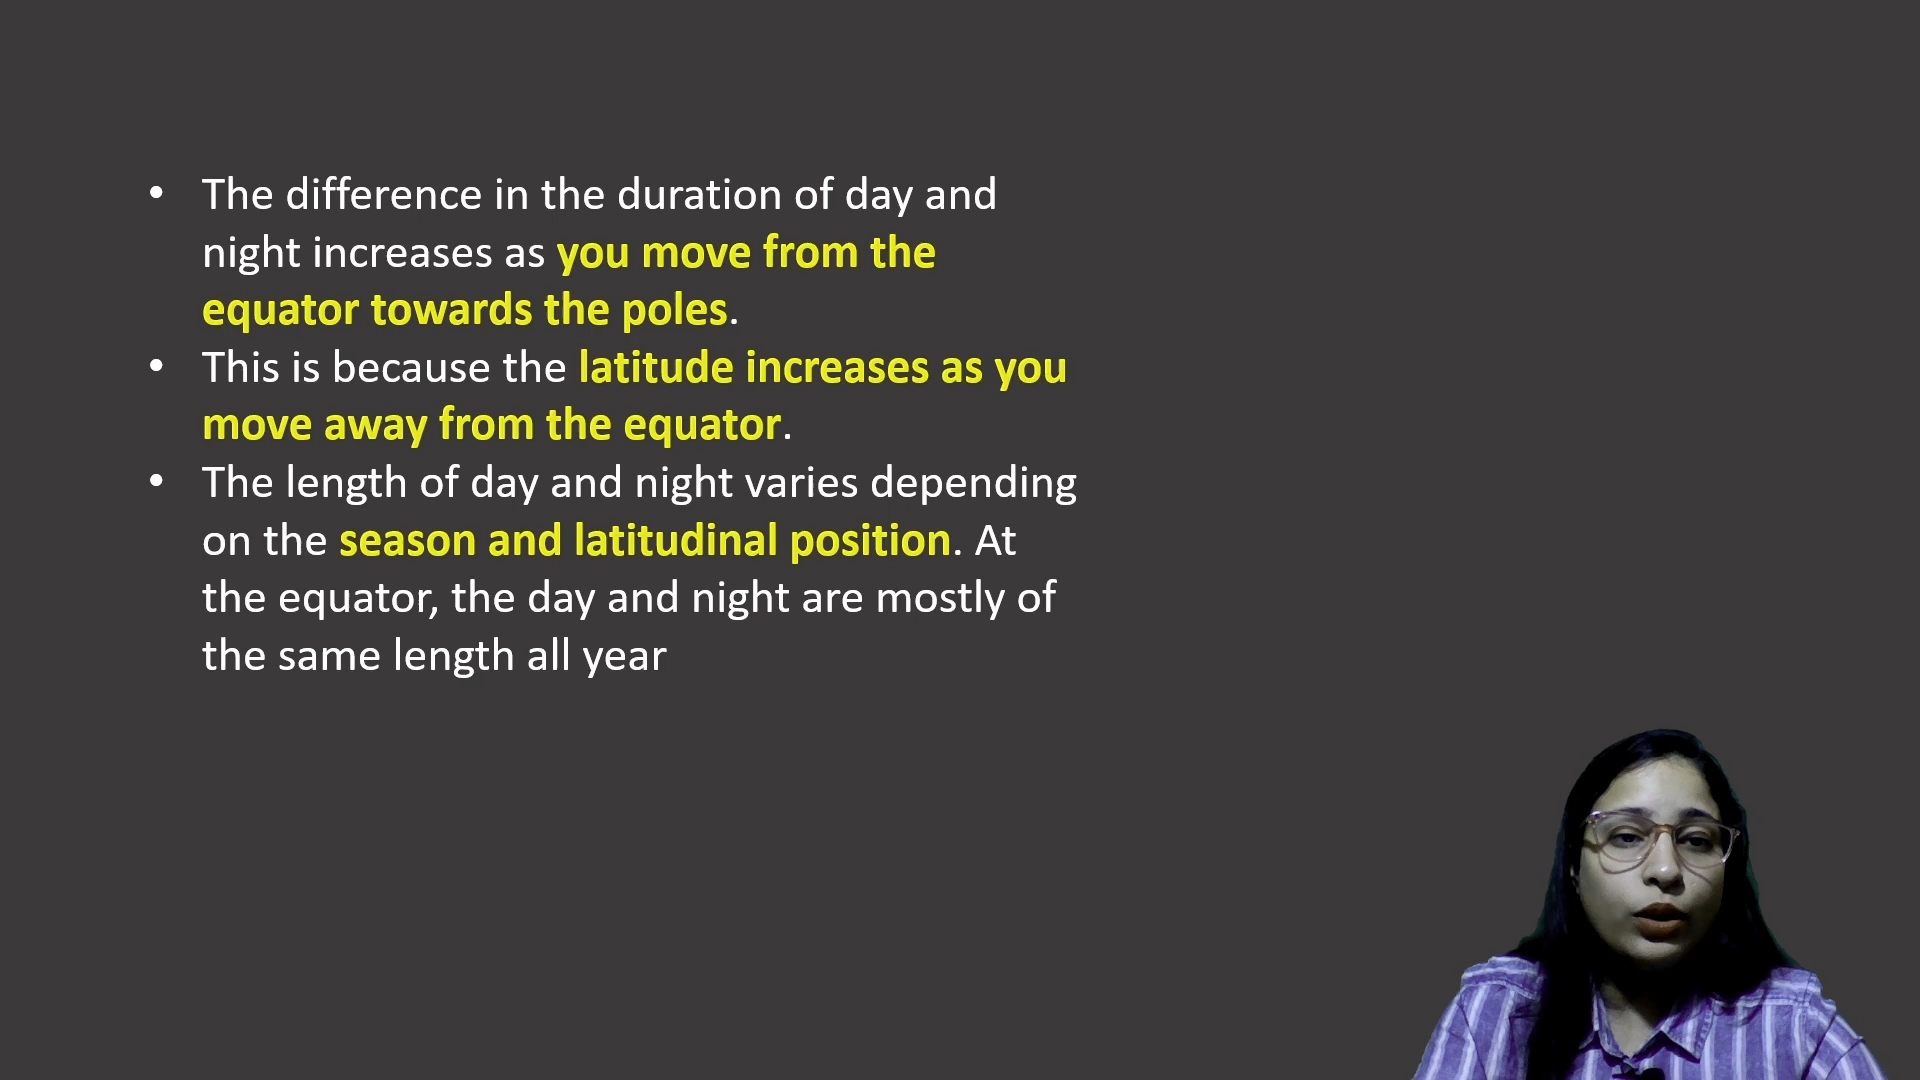 • The difference in the duration of day and
night increases as you move from the
equator towards the poles.
• This is because the latitude increases as you
move away from the equator.
• The length of day and night varies depending
on the season and latitudinal position. At
the equator, the day and night are mostly of
the same length all year